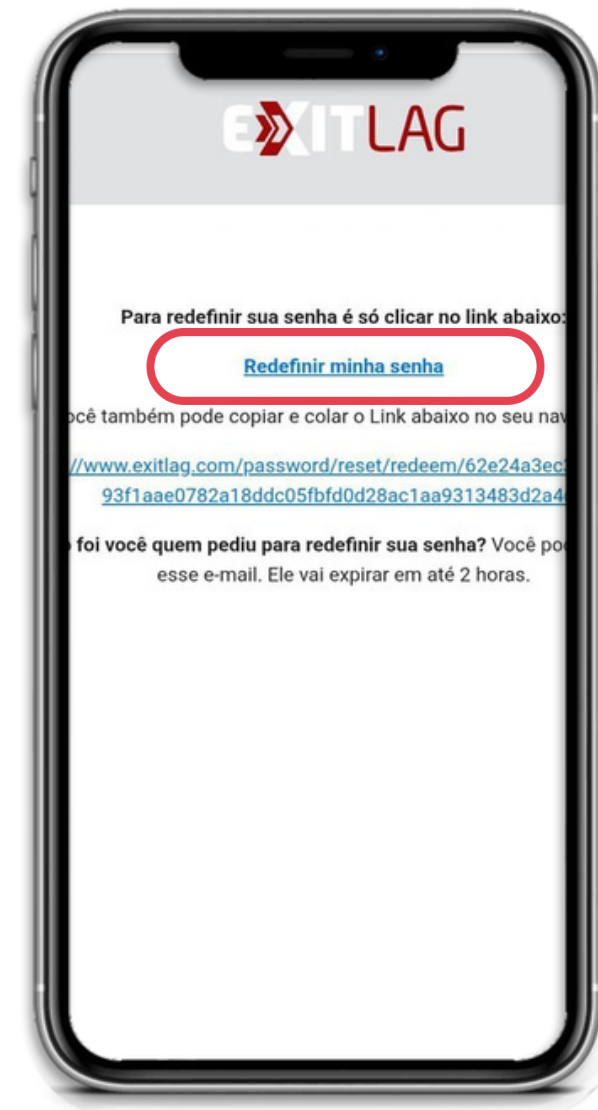 EXITLAG
Para redefinir sua senha é só clicar no link abaixo:
Redefinir minha senha
ocê também pode copiar e colar o Link abaixo no seu nav
//www.exitlag.com/password/reset/redeem/62e24a3ec
93f1aae0782a18ddc05fbfd0d28ac1aa9313483d2a4
foi você quem pediu para redefinir sua senha? Você po
esse e-mail. Ele vai expirar em até 2 horas.